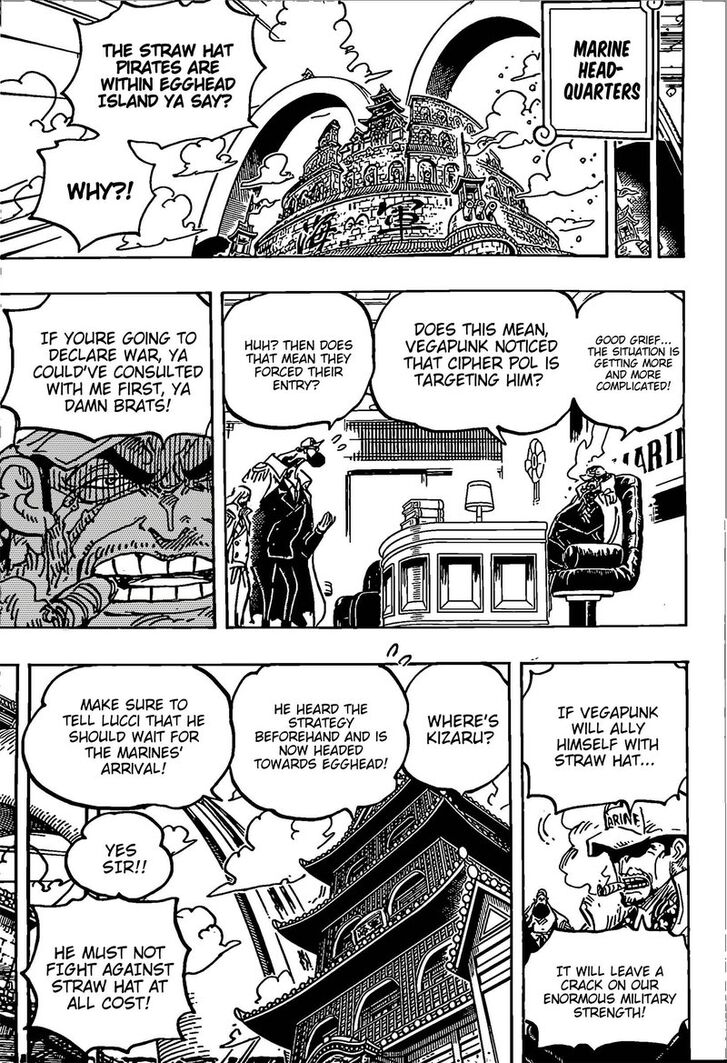 MARINE
HEAD-
QUARTERS
THE STRAW HAT
PIRATES ARE
WITHIN EGGHEAD
ISLAND YA SAY?
WHY?!
海軍
GOOD GRIEF...
THE SITUATION IS
GETTING MORE
AND MORE
COMPLICATED!
DOES THIS MEAN,
VEGAPUNK NOTICED
THAT CIPHER POL IS
TARGETING HIM?
HUH? THEN DOES
THAT MEAN THEY
FORCED THEIR
ENTRY?
MARIN
IF YOURE GOING TO
DECLARE WAR, YA
COULD'VE CONSULTED
WITH ME FIRST, YA
DAMN BRATS!
IF VEGAPUNK
WILL ALLY
HIMSELF WITH
STRAW HAT...
MARINE
IT WILL LEAVE A
CRACK ON OUR
ENORMOUS MILITARY
STRENGTH!
WHERE'S
KIZARU?
HE HEARD THE
STRATEGY
BEFOREHAND AND IS
NOW HEADED
TOWARDS EGGHEAD!
MAKE SURE TO
TELL LUCCI THAT HE
SHOULD WAIT FOR
THE MARINES'
ARRIVAL!
YES
SIR!!
HE MUST NOT
FIGHT AGAINST
STRAW HAT AT
ALL COST!